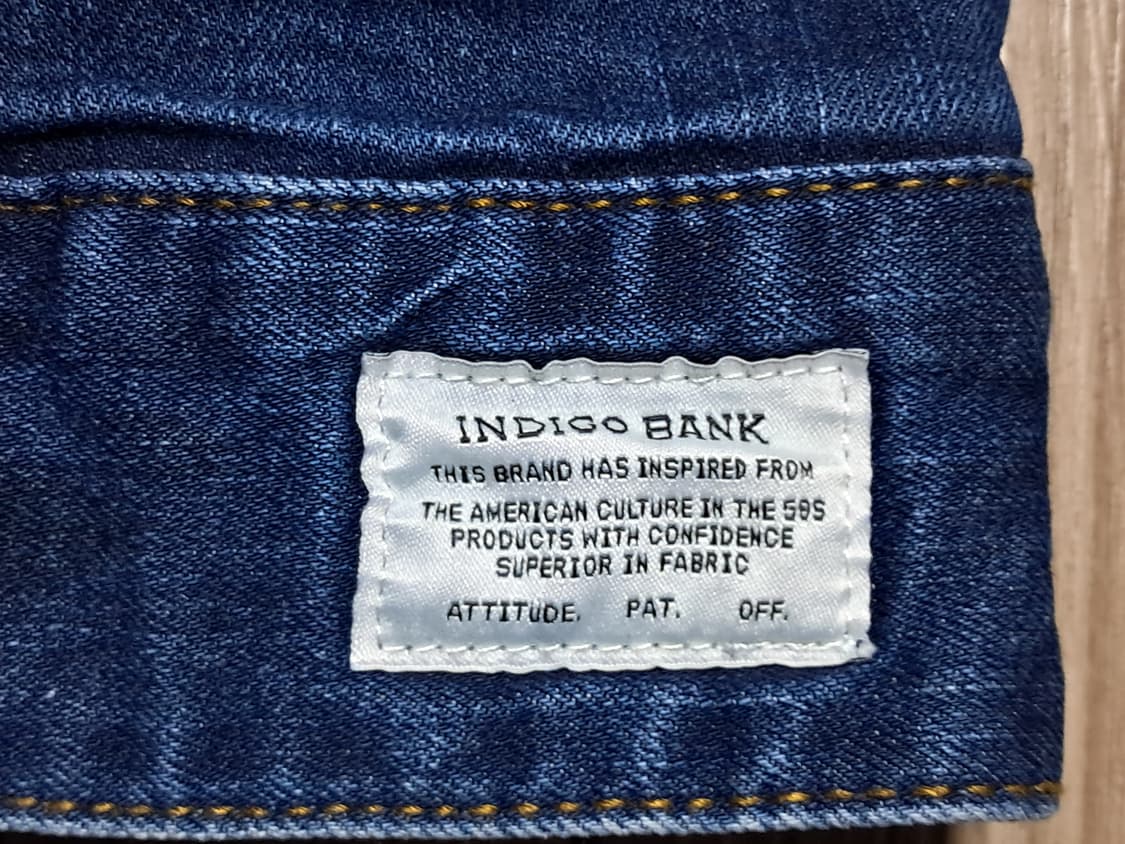 INDIGO BANK
THIS BRAND HAS INSPIRED FROM
THE AMERICAN CULTURE IN THE 50S
PRODUCTS WITH CONFIDENCE
SUPERIOR IN FABRIC
ATTITUDE. PAT. OFF.